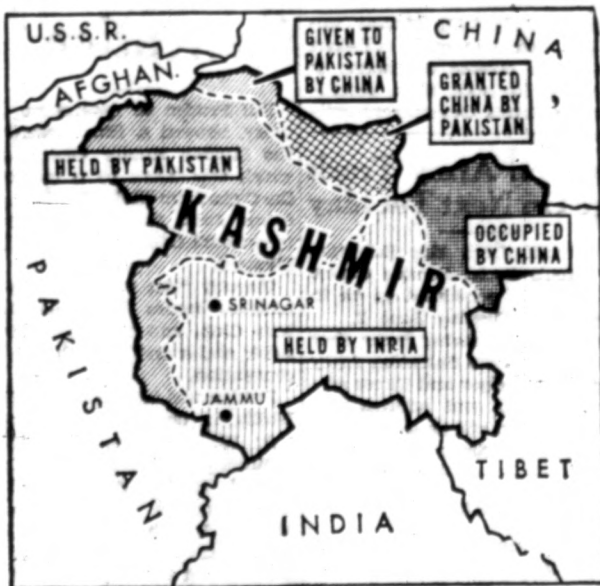 U.S.S.R.
AFGHAN.
GIVEN TO
PAKISTAN
BY CHINA
CHINA
GRANTED
CHINA BY
PAKISTAN
HELD BY PAKISTAN
KASHMIR
OCCUPIED
BY CHINA
PAKISTAN
SRINAGAR
HELD BY INDIA
JAMMU
TIBET
INDIA